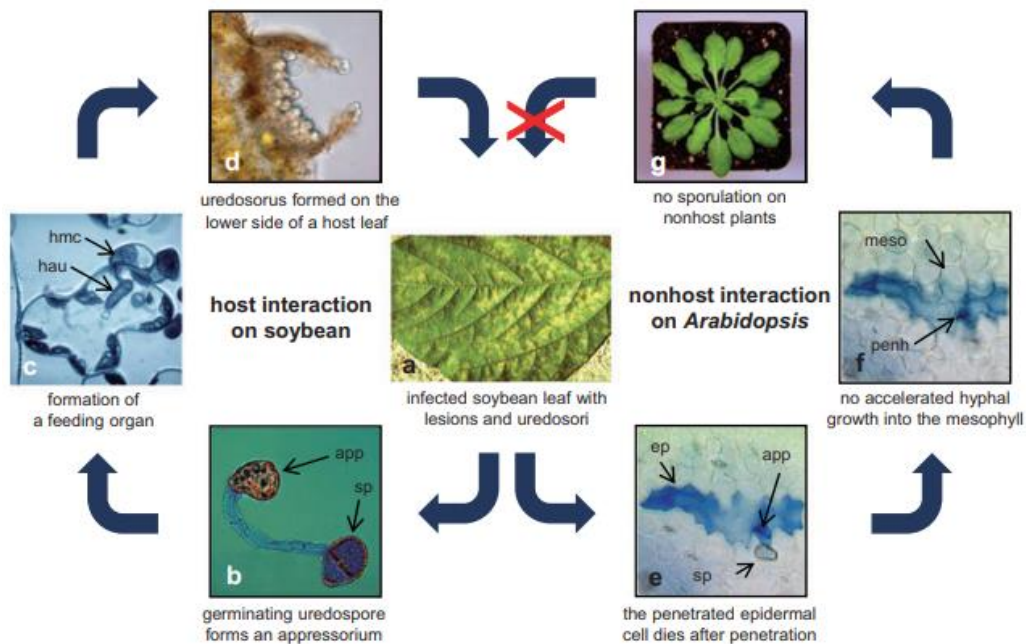 d
uredosorus formed on the
lower side of a host leaf
g
no sporulation on
nonhost plants
hmc
hau
c
formation of
a feeding organ
host interaction
on soybean
a
infected soybean leaf with
lesions and uredosori
nonhost interaction
on Arabidopsis
meso
penh
f
no accelerated hyphal
growth into the mesophyll
app
sp
b
germinating uredospore
forms an appressorium
ep
app
sp
e
the penetrated epidermal
cell dies after penetration